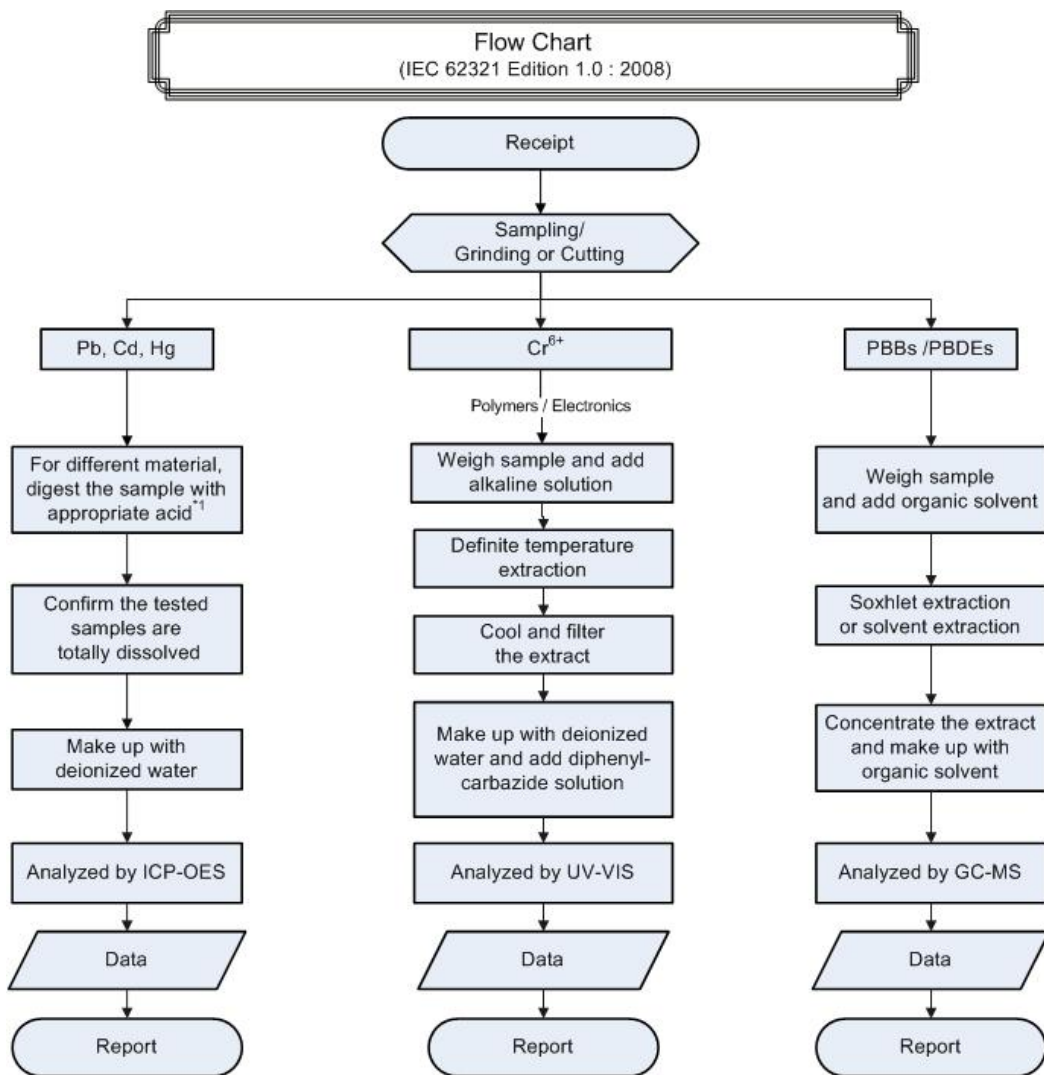 Flow Chart
(IEC 62321 Edition 1.0 : 2008)
Receipt
Sampling/
Grinding or Cutting
Pb, Cd, Hg
For different material,
digest the sample with
appropriate acid*1
Confirm the tested
samples are
totally dissolved
Make up with
deionized water
Analyzed by ICP-OES
Data
Report
Cr6+
Polymers / Electronics
Weigh sample and add
alkaline solution
Definite temperature
extraction
Cool and filter
the extract
Make up with deionized
water and add diphenyl-
carbazide solution
Analyzed by UV-VIS
Data
Report
PBBs /PBDEs
Weigh sample
and add organic solvent
Soxhlet extraction
or solvent extraction
Concentrate the extract
and make up with
organic solvent
Analyzed by GC-MS
Data
Report